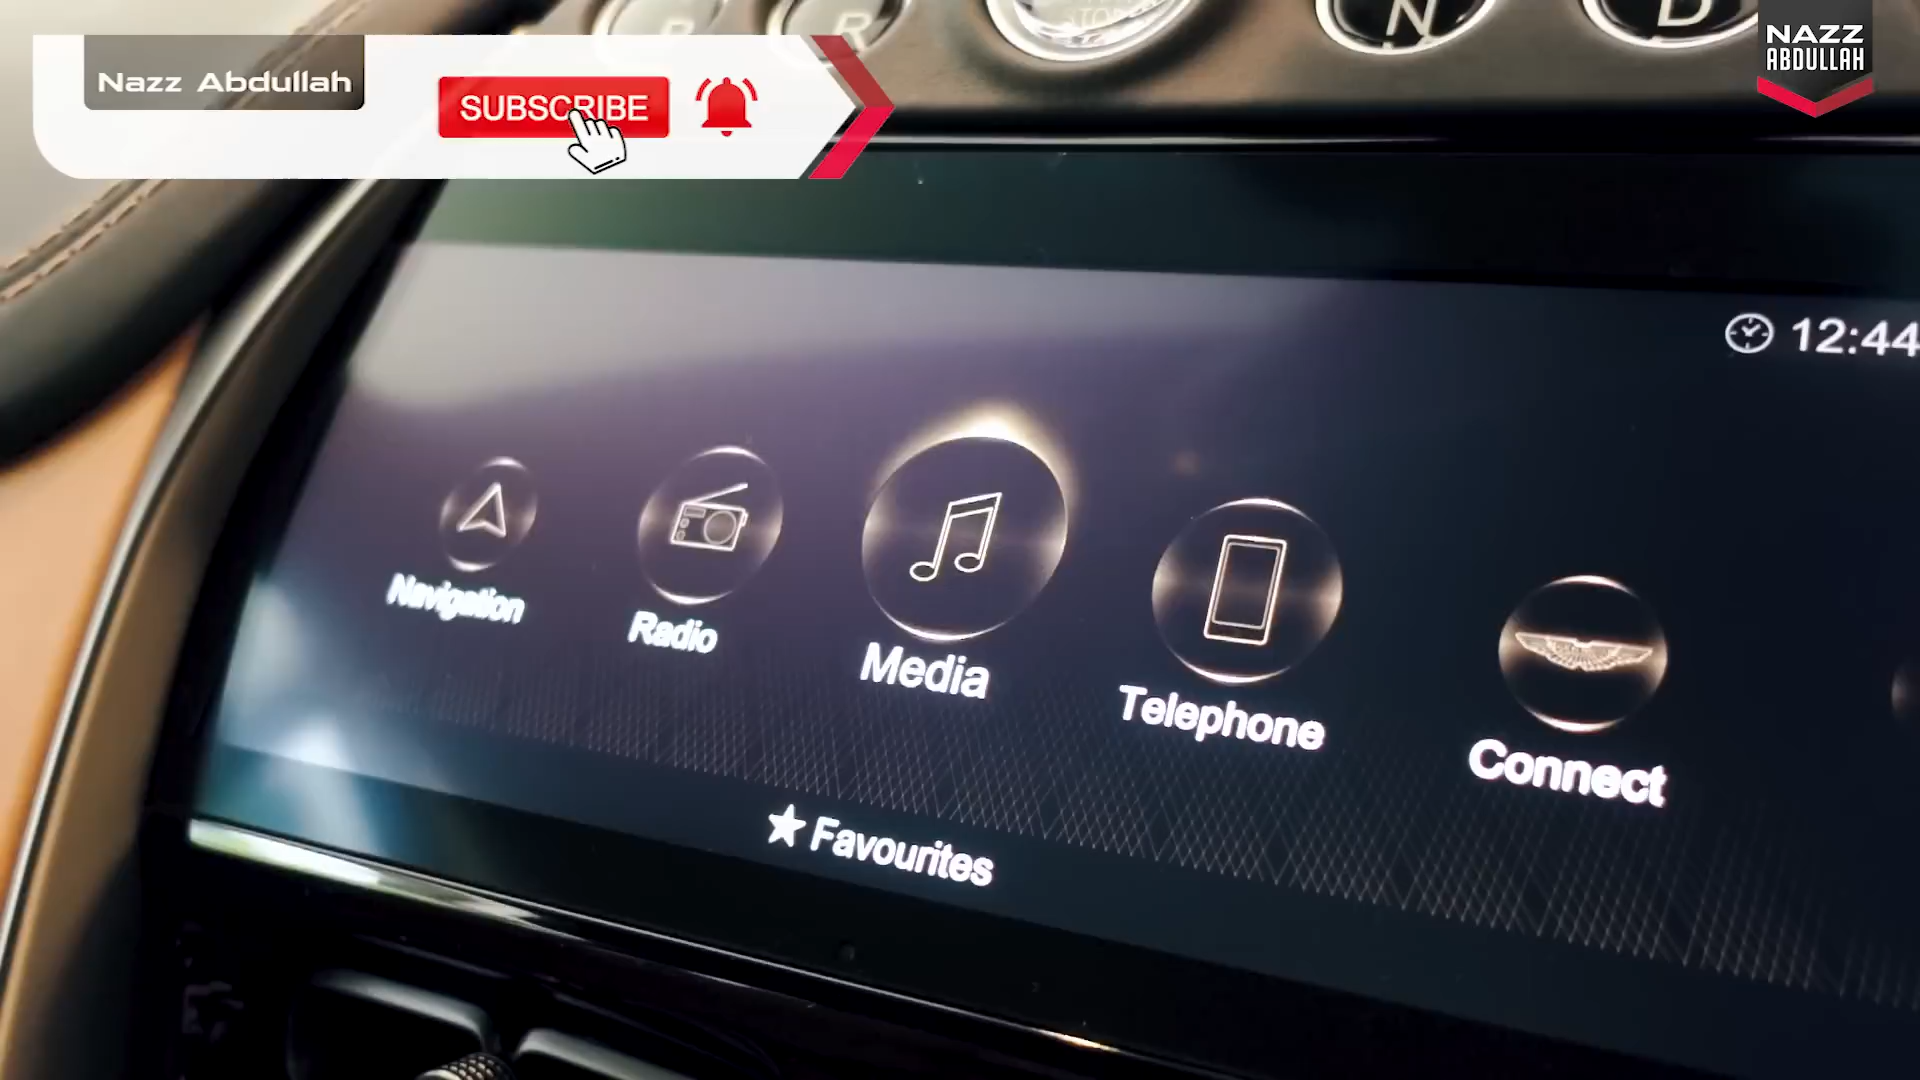 P
R
N
D
NAZZ
ABDULLAH
Nazz Abdullah
SUBSCRIBE
12:44
Navigation
Radio
Media
Telephone
Connect
Favourites